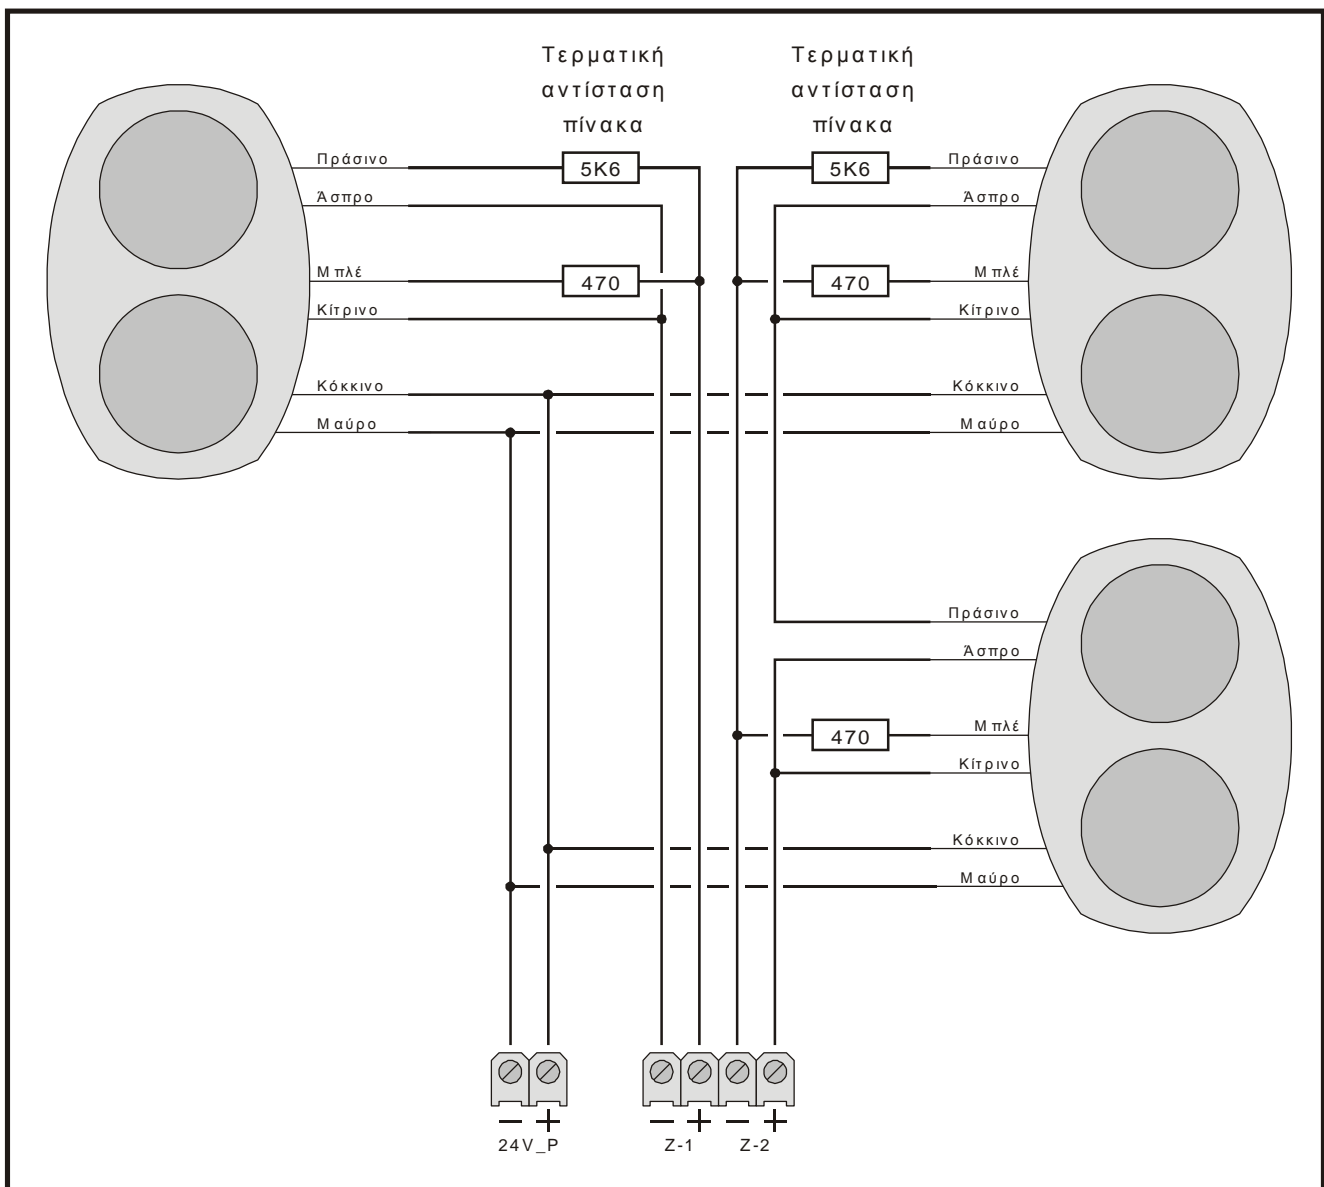 Τερματική
αντίσταση
πίνακα
Τερματική
αντίσταση
πίνακα
Πράσινο
5K6
5K6
Πράσινο
Άσπρο
Άσπρο
Μπλέ
470
470
Μπλέ
Κίτρινο
Κίτρινο
Κόκκινο
Κόκκινο
Μαύρο
Μαύρο
Πράσινο
Άσπρο
470
Μπλέ
Κίτρινο
Κόκκινο
Μαύρο
− + − + − +
24V_P
Z-1
Z-2